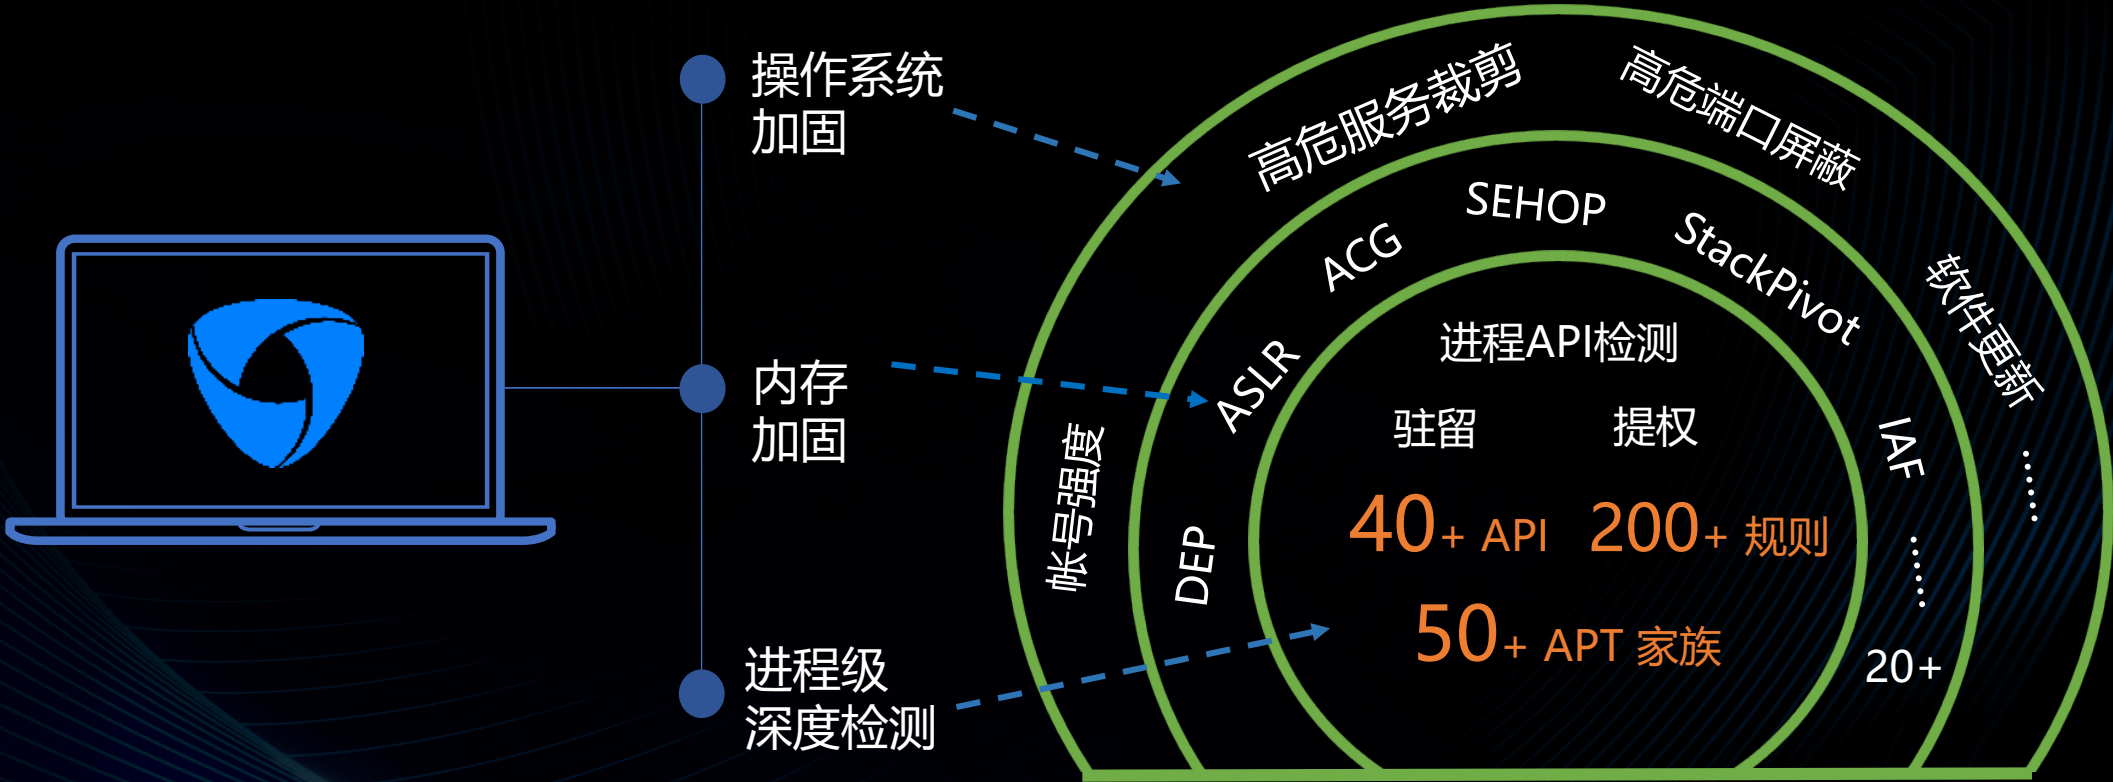 操作系统
加固
内存
加固
进程级
深度检测
帐号强度
高危服务裁剪
高危端口屏蔽
软件更新
……
DEP
ASLR
ACG
SEHOP
StackPivot
IAF
……
20+
进程API检测
驻留 提权
40+ API 200+ 规则
50+ APT 家族